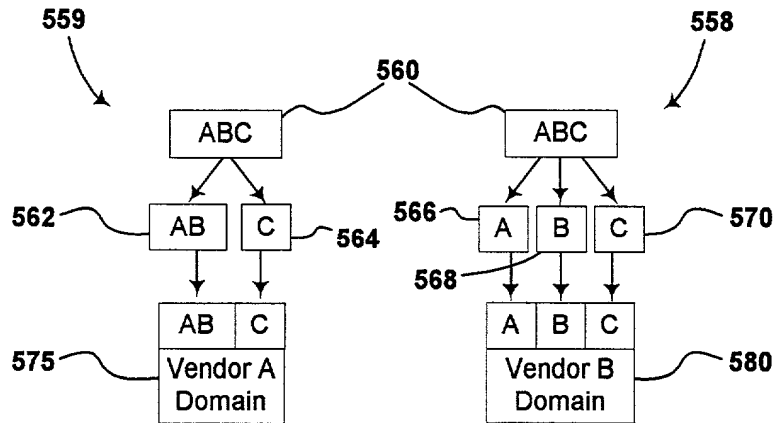 559
558
560
ABC
ABC
562
AB
C
564
566
A
B
C
570
568
AB
C
A
B
C
575
Vendor A
Domain
Vendor B
Domain
580